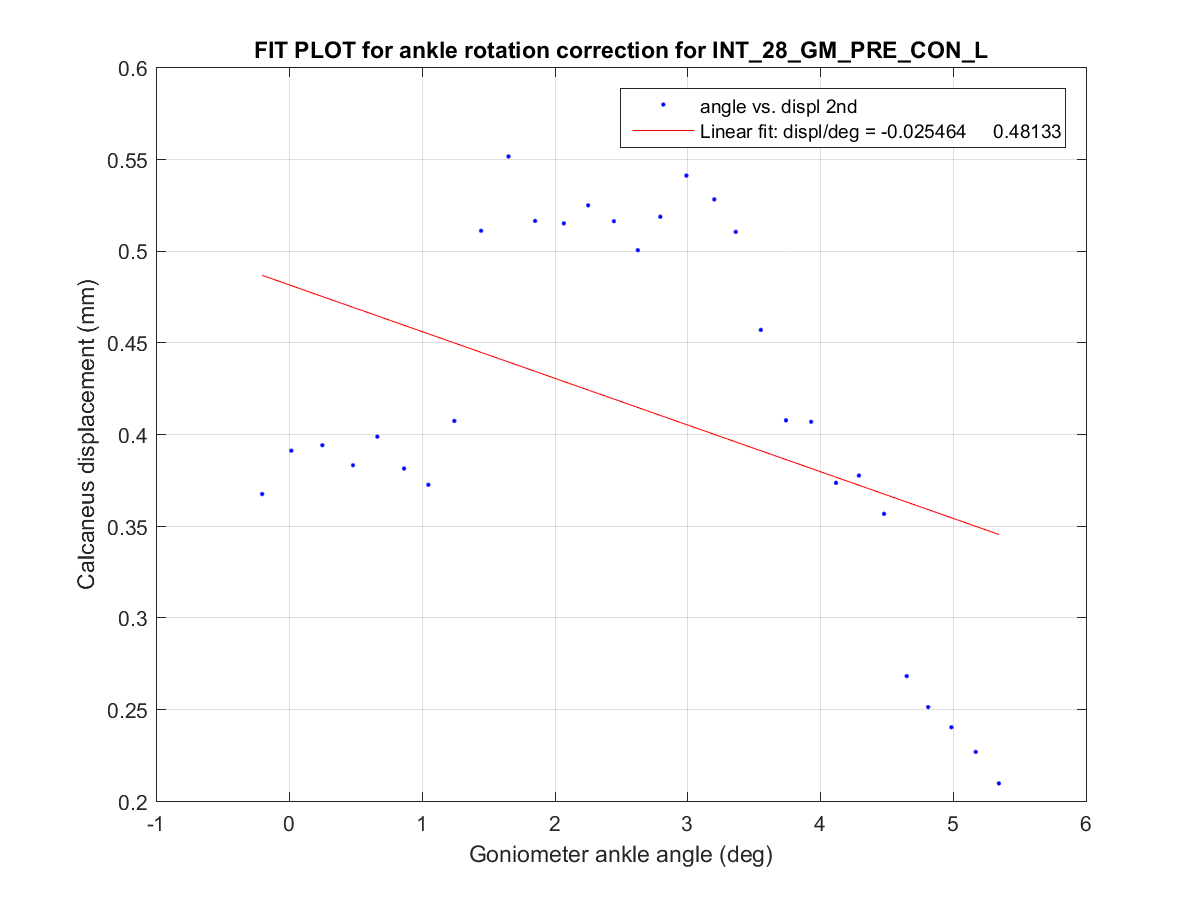 FIT PLOT for ankle rotation correction for INT_28_GM_PRE_CON_L
angle vs. displ 2nd
Linear fit: displ/deg = -0.025464 0.48133
Calcaneus displacement (mm)
0.6
0.55
0.5
0.45
0.4
0.35
0.3
0.25
0.2
-1 0 1 2 3 4 5 6
Goniometer ankle angle (deg)